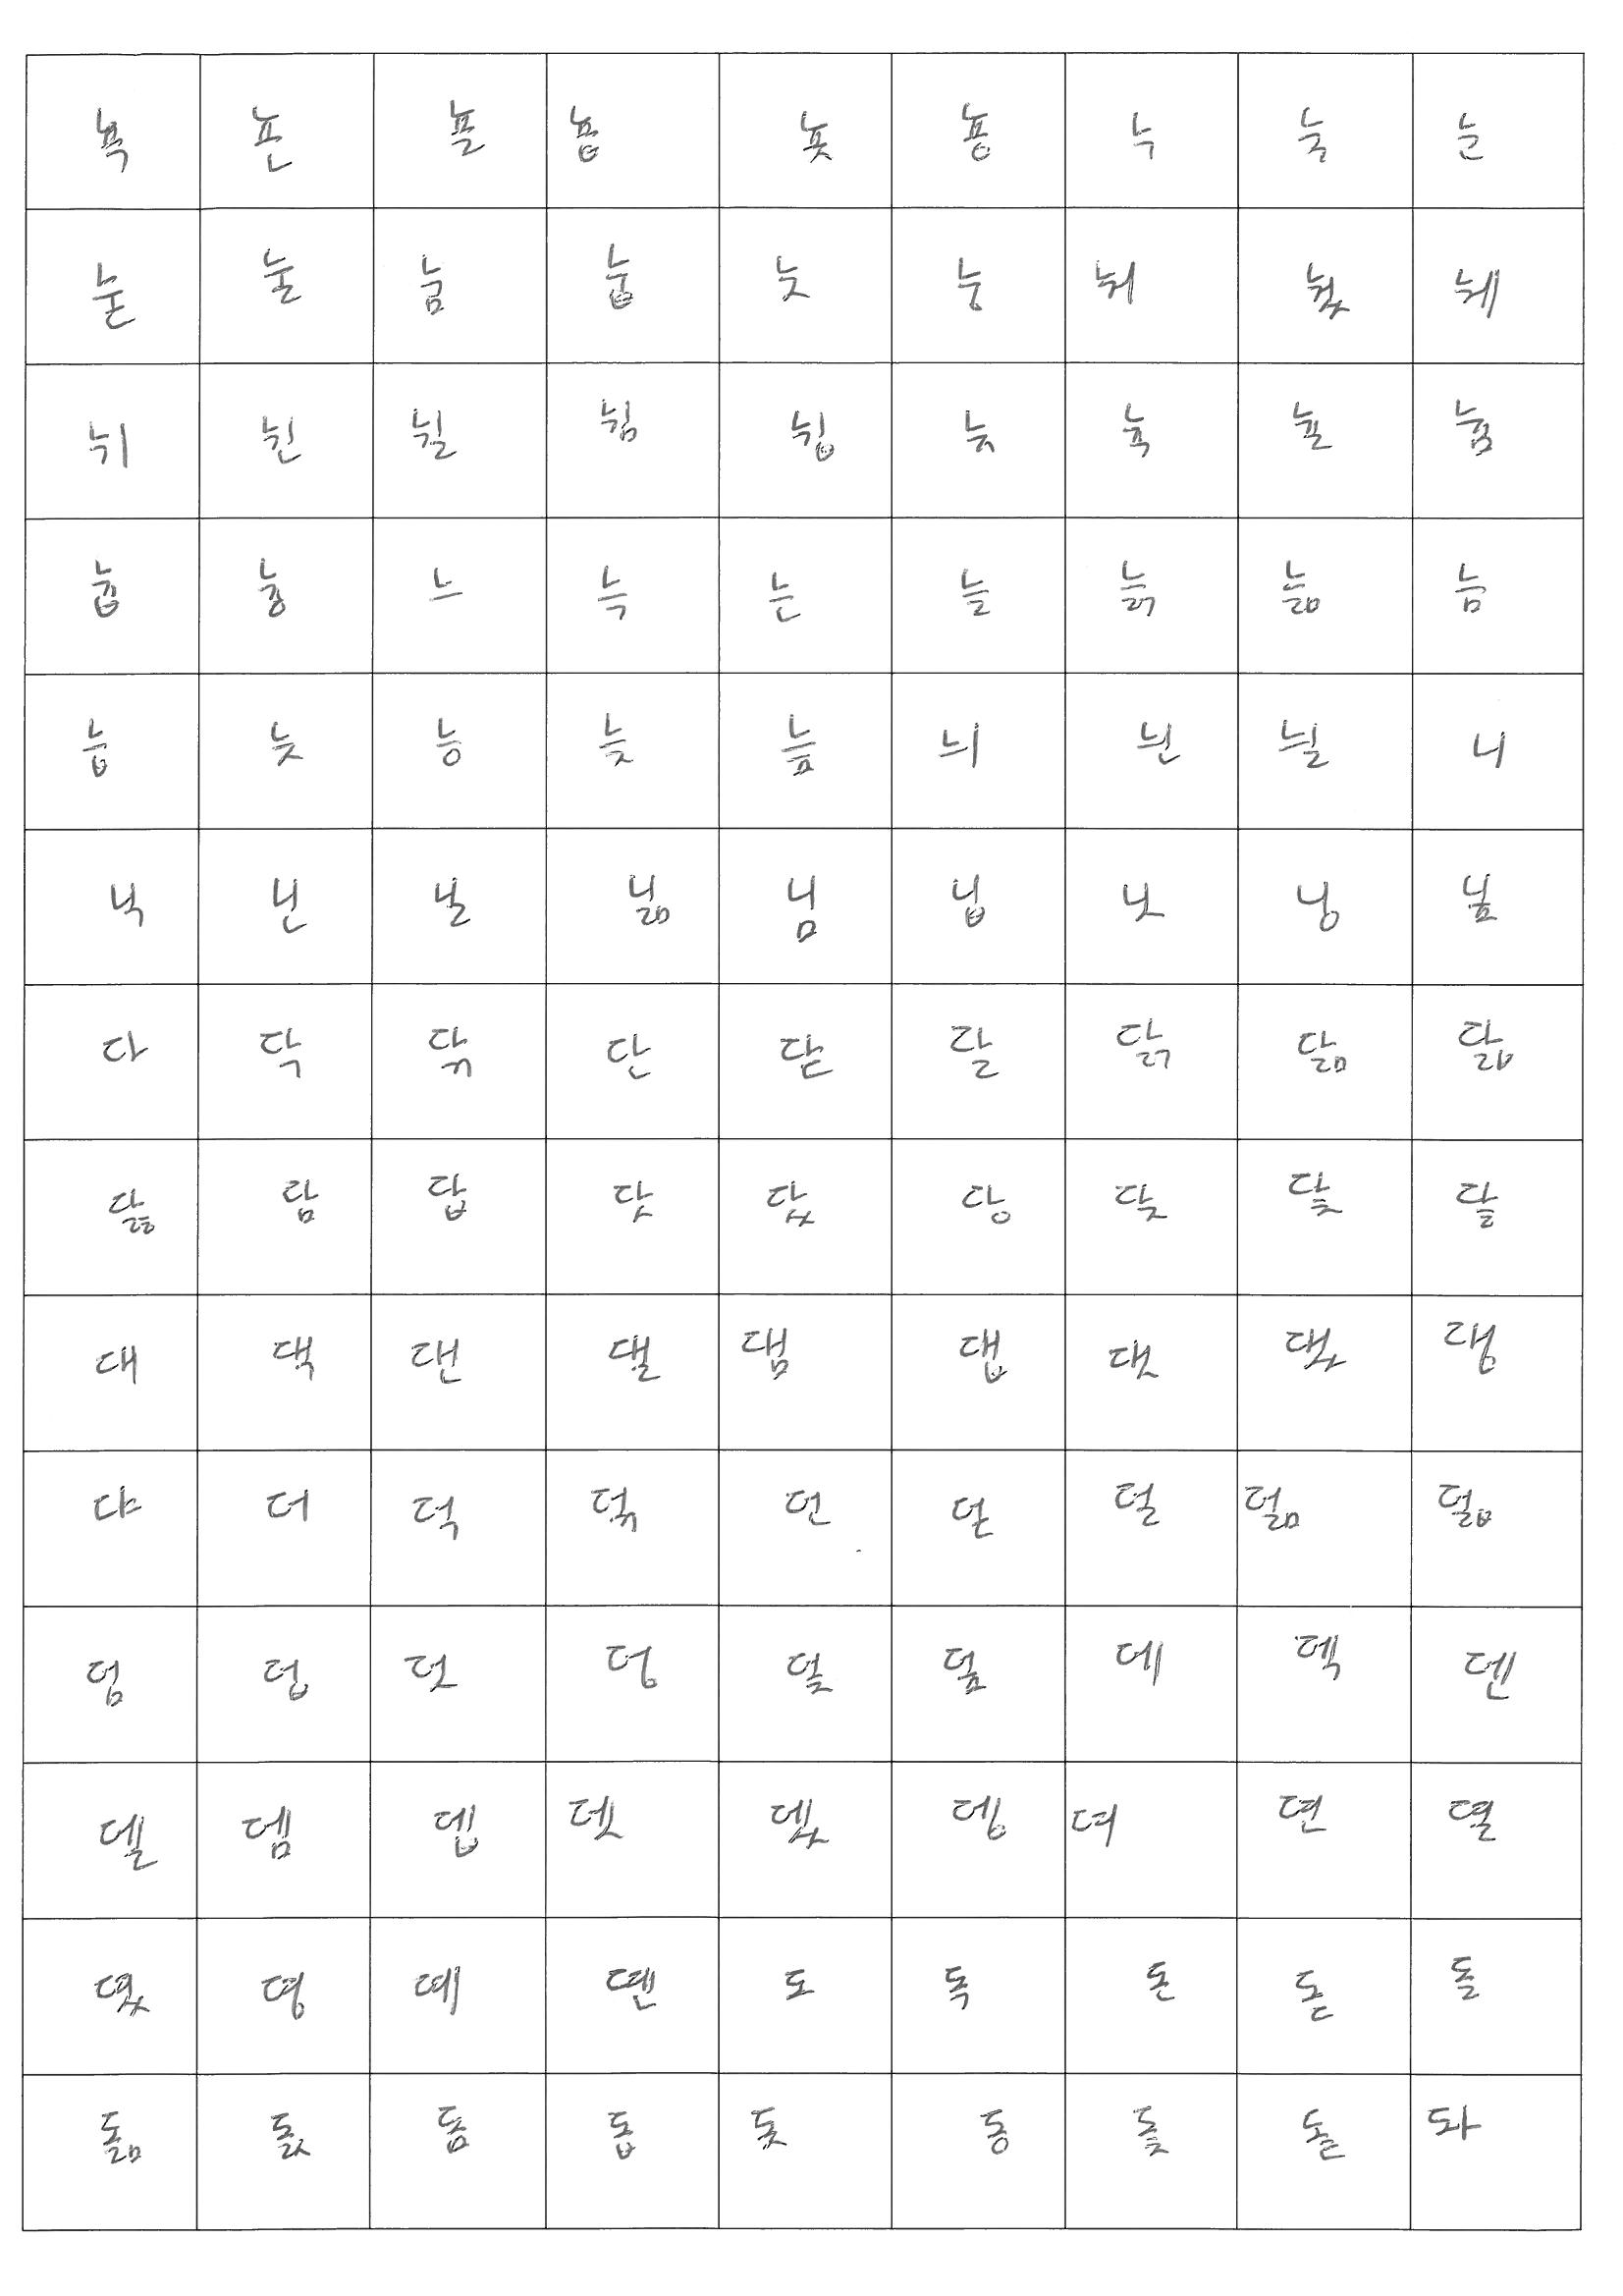 뇩 뇬 뇰 뇹 뇻 뇽 누 눅 눈
눋 눌 눔 눕 눗 눙 눠 눴 눼
뉘 뉜 뉠 뉨 뉩 뉴 뉵 뉼 늄
늅 늉 느 늑 는 늘 늙 늚 늠
늡 늣 능 늦 늪 늬 늰 늴 니
닉 닌 닐 닒 님 닙 닛 닝 닢
다 닥 닦 단 닫 달 닭 닮 닯
닳 담 답 닷 닸 당 닺 닻 닿
대 댁 댄 댈 댐 댑 댓 댔 댕
댜 더 덕 덖 던 덛 덜 덞 덟
덤 덥 덧 덩 덫 덮 데 덱 덴
델 뎀 뎁 뎃 뎄 뎅 뎌 뎐 뎔
뎠 뎡 뎨 뎬 도 독 돈 돋 돌
돎 돐 돔 돕 돗 동 돛 돝 돠